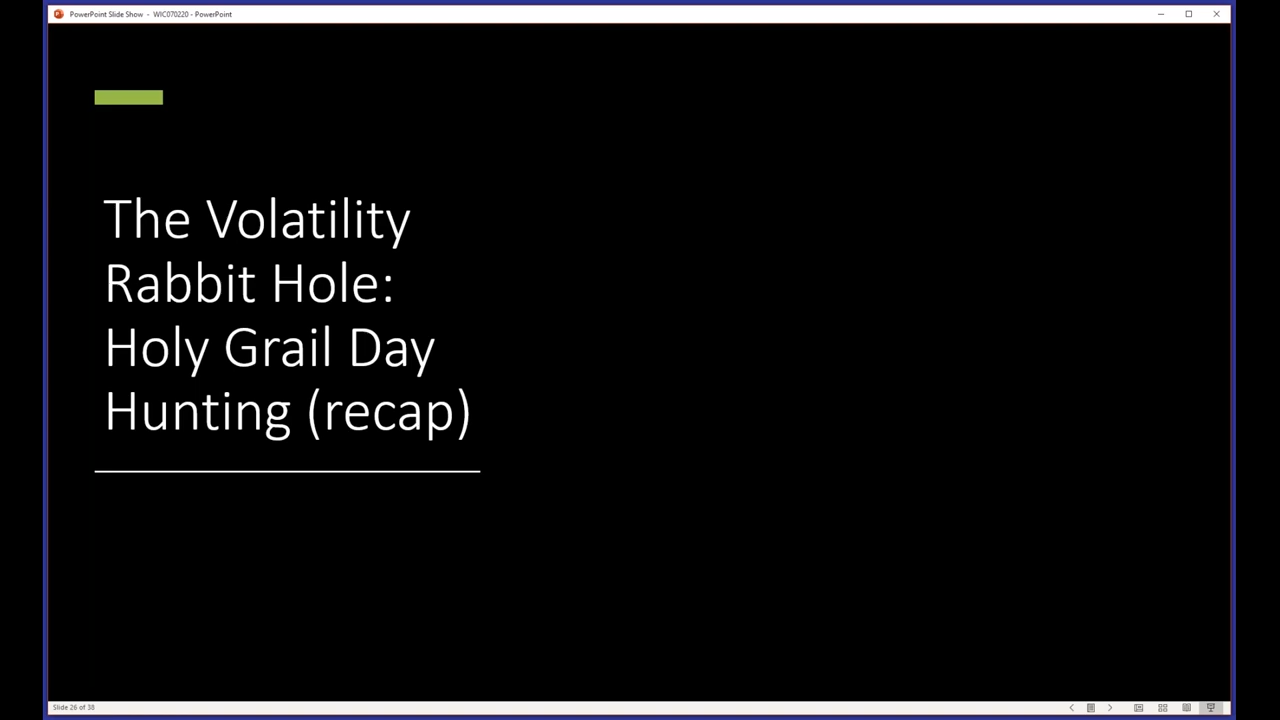 PowerPoint Slide Show - WIC070220 - PowerPoint
The Volatility
Rabbit Hole:
Holy Grail Day
Hunting (recap)
Slide 26 of 38